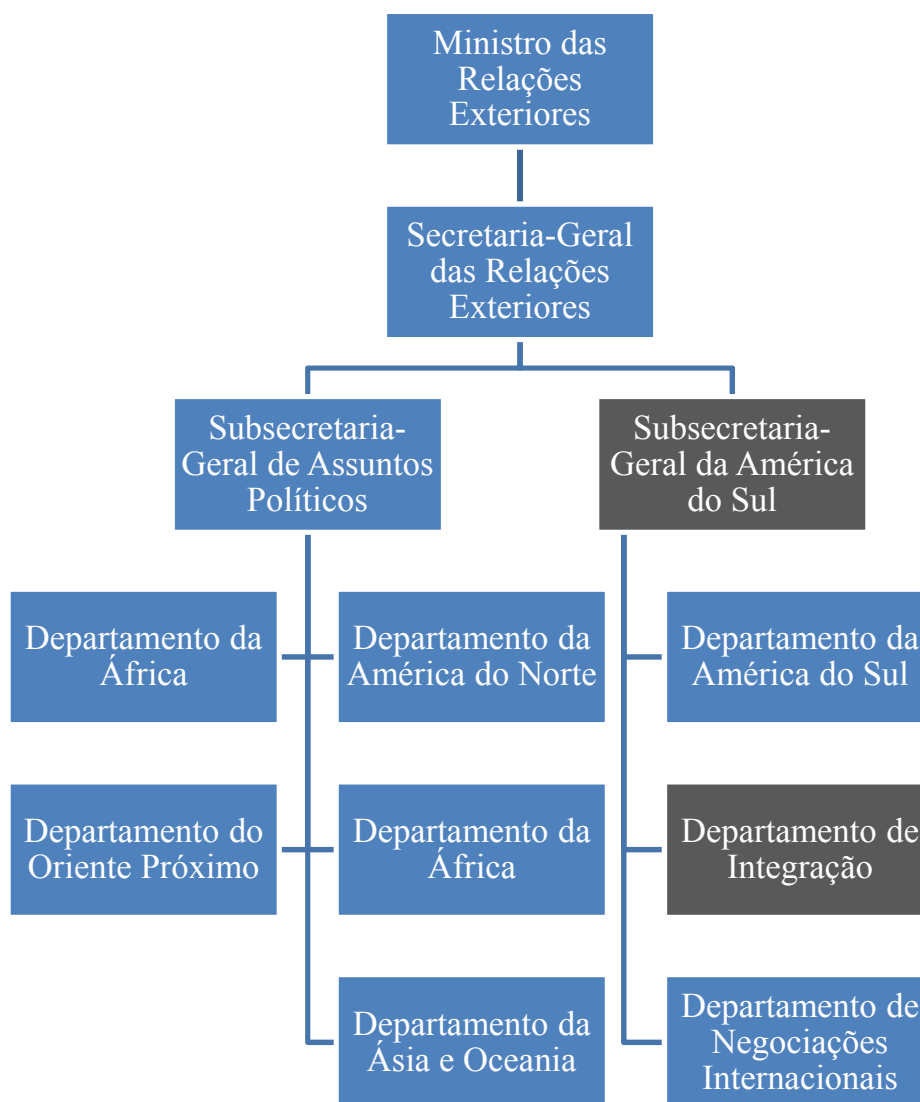 Ministro das
Relações
Exteriores
Secretaria-Geral
das Relações
Exteriores
Subsecretaria-
Geral de Assuntos
Políticos
Subsecretaria-
Geral da América
do Sul
Departamento da
África
Departamento da
América do Norte
Departamento da
América do Sul
Departamento do
Oriente Próximo
Departamento da
África
Departamento de
Integração
Departamento da
Ásia e Oceania
Departamento de
Negociações
Internacionais